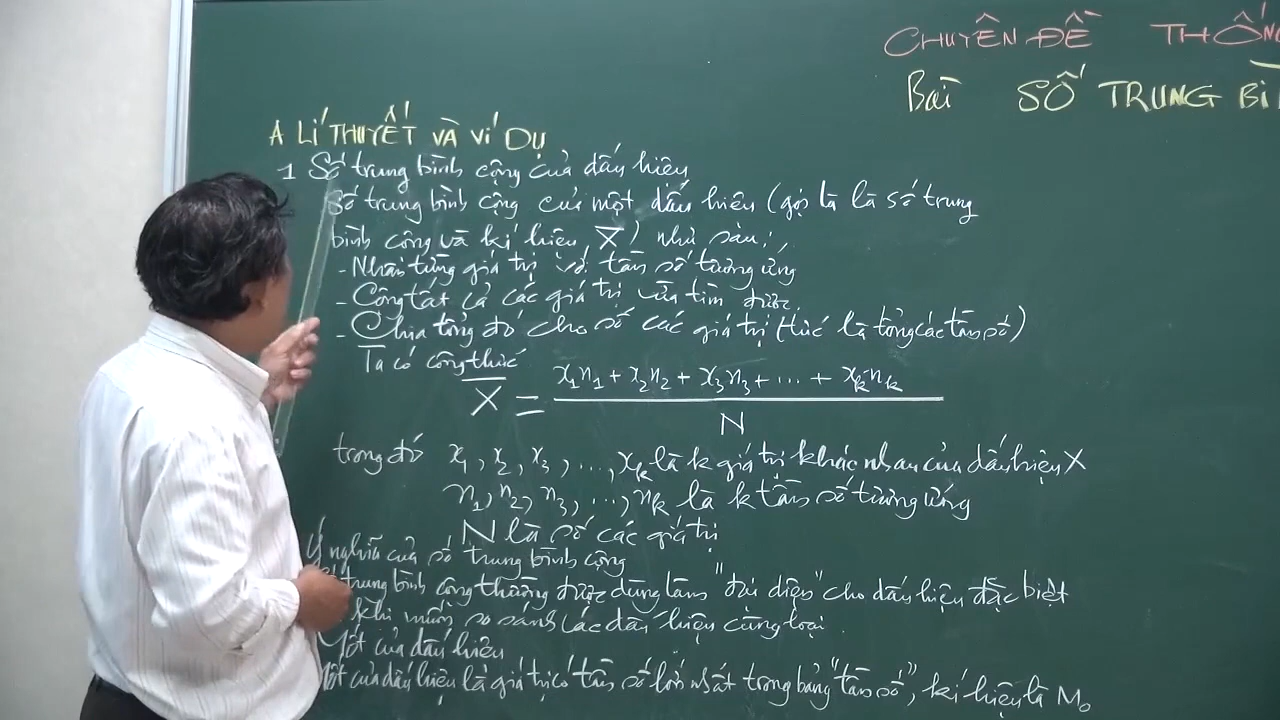 CHUYÊN ĐỀ THỐNG
Bài SỐ TRUNG BÌN
A LÍ THUYẾT VÀ VÍ DỤ
1 Số trung bình cộng của dấu hiệu
Số trung bình cộng của một dấu hiệu (gọi là là số trung
bình cộng và kí hiệu X̅) như sau:
- Nhân từng giá trị với tần số tương ứng
- Cộng tất cả các giá trị vừa tìm được
- Chia tổng đó cho số các giá trị (tức là tổng các tần số)
Ta có công thức
X̅ = (x₁n₁ + x₂n₂ + x₃n₃ + ... + xₖ.nₖ) / N
trong đó x₁, x₂, x₃, ..., xₖ là k giá trị khác nhau của dấu hiệu X
n₁, n₂, n₃, ..., nₖ là k tần số tương ứng
N là số các giá trị
Ý nghĩa của số trung bình cộng
trung bình cộng thường được dùng làm "đại diện" cho dấu hiệu đặc biệt
khi muốn so sánh các dấu hiệu cùng loại.
Mốt của dấu hiệu
Mốt của dấu hiệu là giá trị có tần số lớn nhất trong bảng "tần số", kí hiệu là M₀